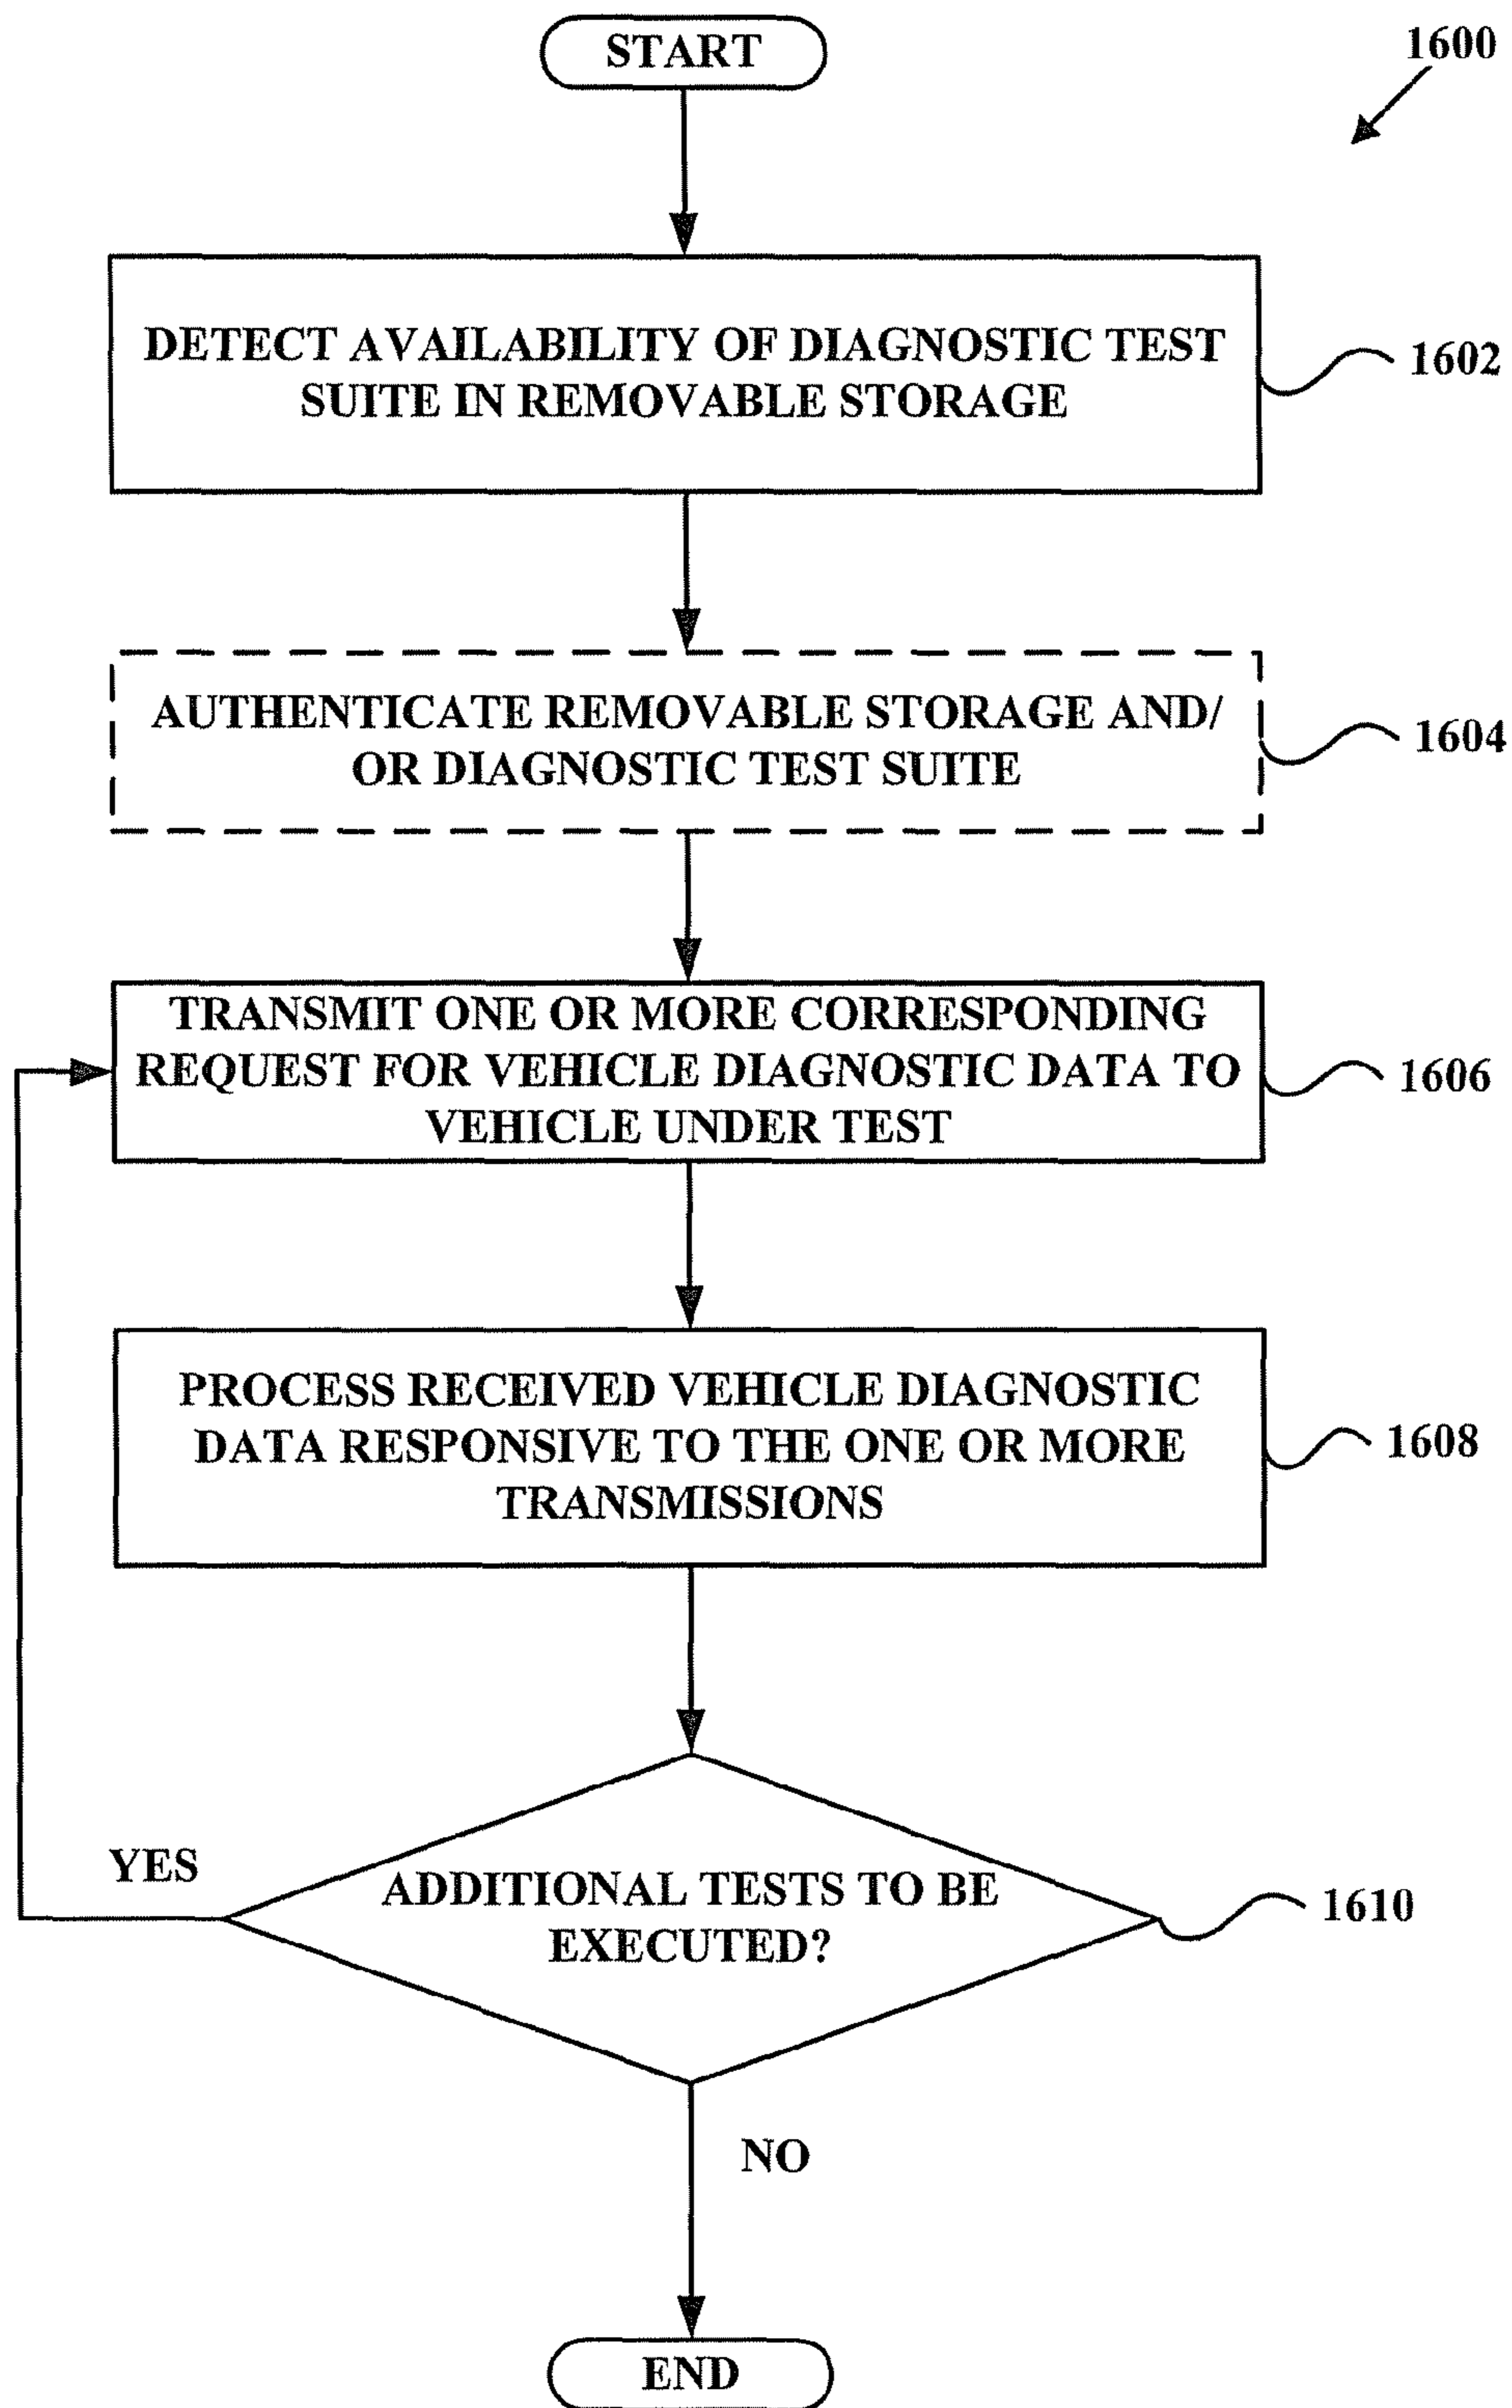 START
1600
DETECT AVAILABILITY OF DIAGNOSTIC TEST
SUITE IN REMOVABLE STORAGE
1602
AUTHENTICATE REMOVABLE STORAGE AND/
OR DIAGNOSTIC TEST SUITE
1604
TRANSMIT ONE OR MORE CORRESPONDING
REQUEST FOR VEHICLE DIAGNOSTIC DATA TO
VEHICLE UNDER TEST
1606
PROCESS RECEIVED VEHICLE DIAGNOSTIC
DATA RESPONSIVE TO THE ONE OR MORE
TRANSMISSIONS
1608
YES
ADDITIONAL TESTS TO BE
EXECUTED?
1610
NO
END